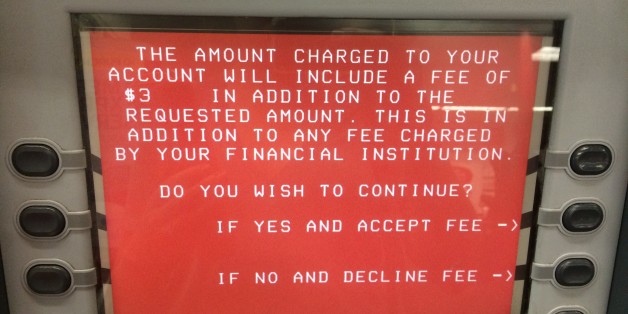 THE AMOUNT CHARGED TO YOUR
ACCOUNT WILL INCLUDE A FEE OF
$3 IN ADDITION TO THE
REQUESTED AMOUNT. THIS IS IN
ADDITION TO ANY FEE CHARGED
BY YOUR FINANCIAL INSTITUTION.
DO YOU WISH TO CONTINUE?
IF YES AND ACCEPT FEE ->
IF NO AND DECLINE FEE ->